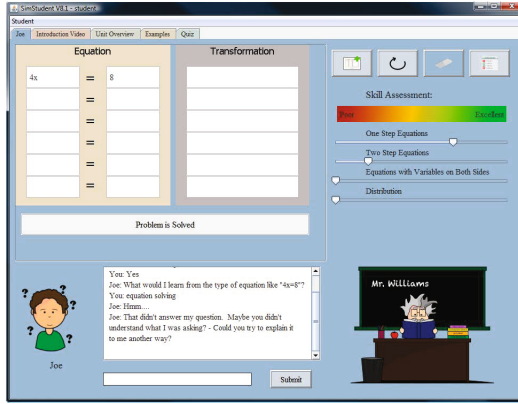 SimStudent V8.1 - student
Student
Joe Introduction Video Unit Overview Examples Quiz
Equation Transformation
4x = 8
=
=
=
=
=
Problem is Solved
Skill Assessment:
Poor Excellent
One Step Equations
Two Step Equations
Equations with Variables on Both Sides
Distribution
You: Yes
Joe: What would I learn from the type of equation like "4x=8"?
You: equation solving
Joe: Hmm....
Joe: That didn't answer my question. Maybe you didn't
understand what I was asking? - Could you try to explain it
to me another way?
Submit
? ? ? ? ? ?
Joe
Mr. Williams